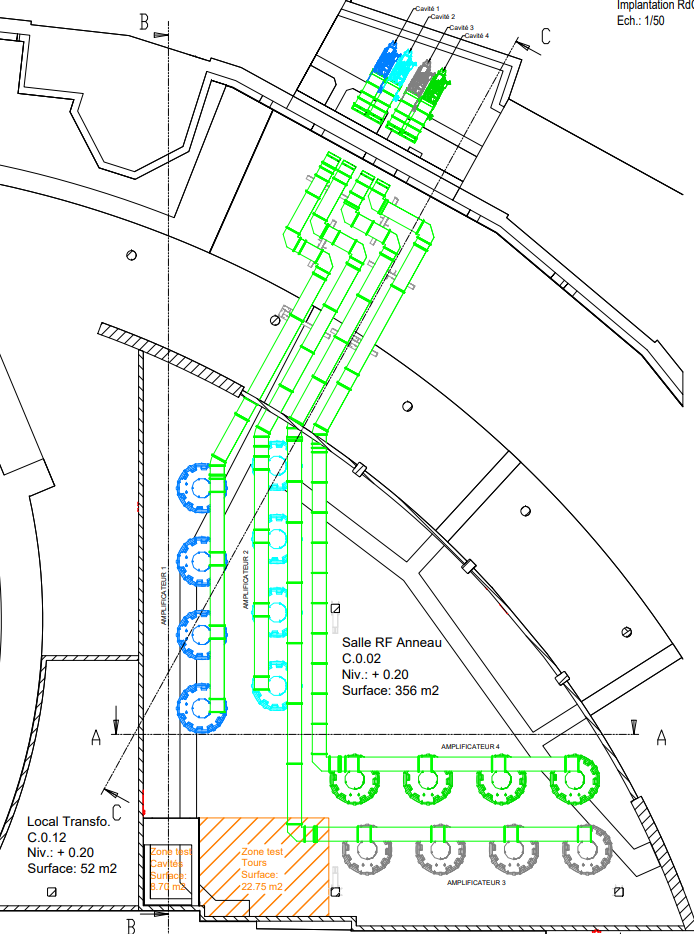 Implantation Rd
Ech.: 1/50
Cavité 1
Cavité 2
Cavité 3
Cavité 4
B
C
AMPLIFICATEUR 1
AMPLIFICATEUR 2
Salle RF Anneau
C.0.02
Niv.: + 0.20
Surface: 356 m2
A
A
AMPLIFICATEUR 4
C
Local Transfo.
C.0.12
Niv.: + 0.20
Surface: 52 m2
Zone test
Cavités
Surface:
8.70 m2
Zone test
Tours
Surface:
22.75 m2
AMPLIFICATEUR 3
B